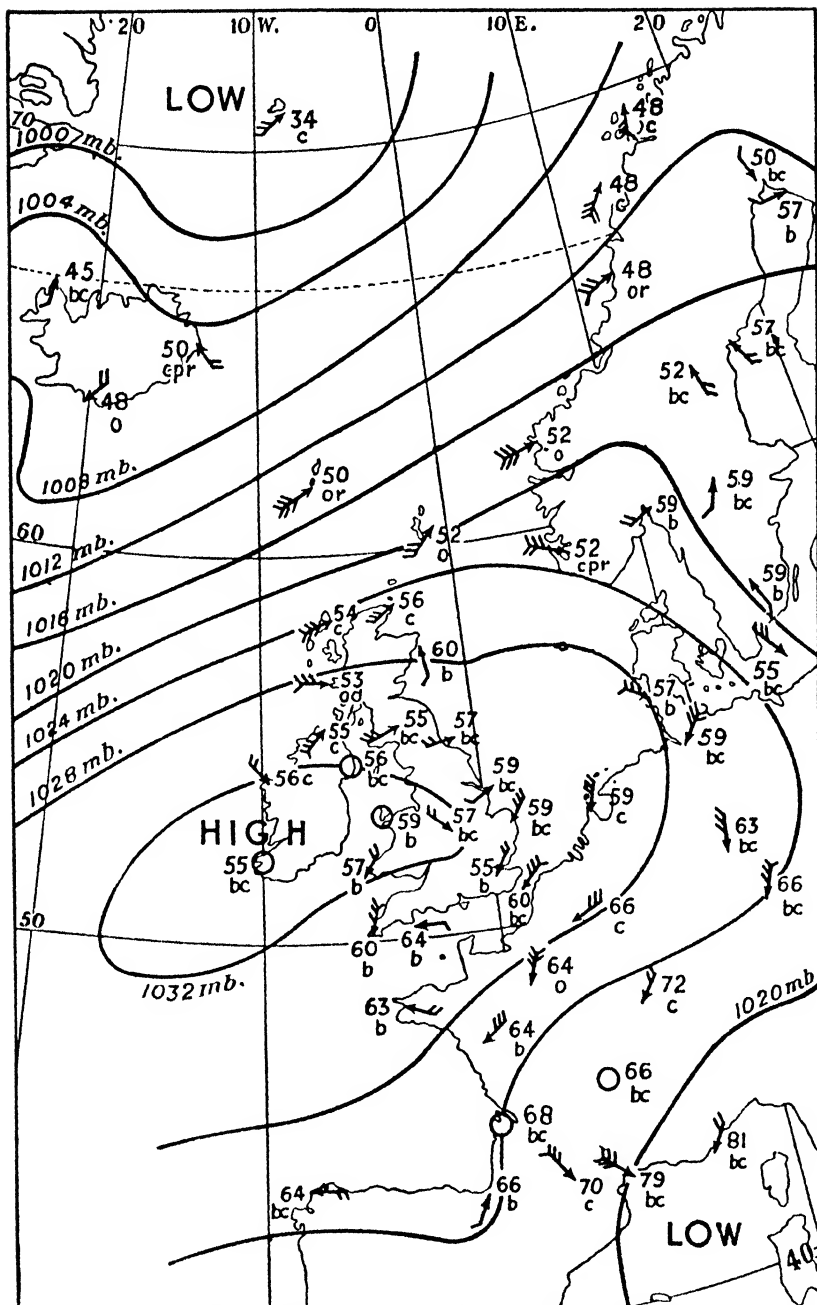 20 10 W. 0 10 E. 20
LOW
34
c
48
c
70
1000 mb.
50
bc
57
b
48
c
1004 mb.
45
bc
48
or
50
cpr
57
bc
52
bc
48
o
52
o
1008 mb.
50
or
59
bc
59
b
60
52
o
52
cpr
1012 mb.
59
b
1016 mb.
54
c
56
c
1020 mb.
60
b
55
bc
53
od
57
b
1024 mb.
55
c
55
bc
57
bc
59
bc
1028 mb.
56 c
56
bc
59
bc
59
bc
59
c
HIGH
59
b
57
bc
63
bc
55
bc
57
b
55
b
60
bc
66
bc
50
60
b
64
b
66
c
1032 mb.
64
o
72
c
1020 mb
63
b
64
b
66
bc
68
bc
81
bc
64
bc
66
b
70
c
79
bc
LOW
40